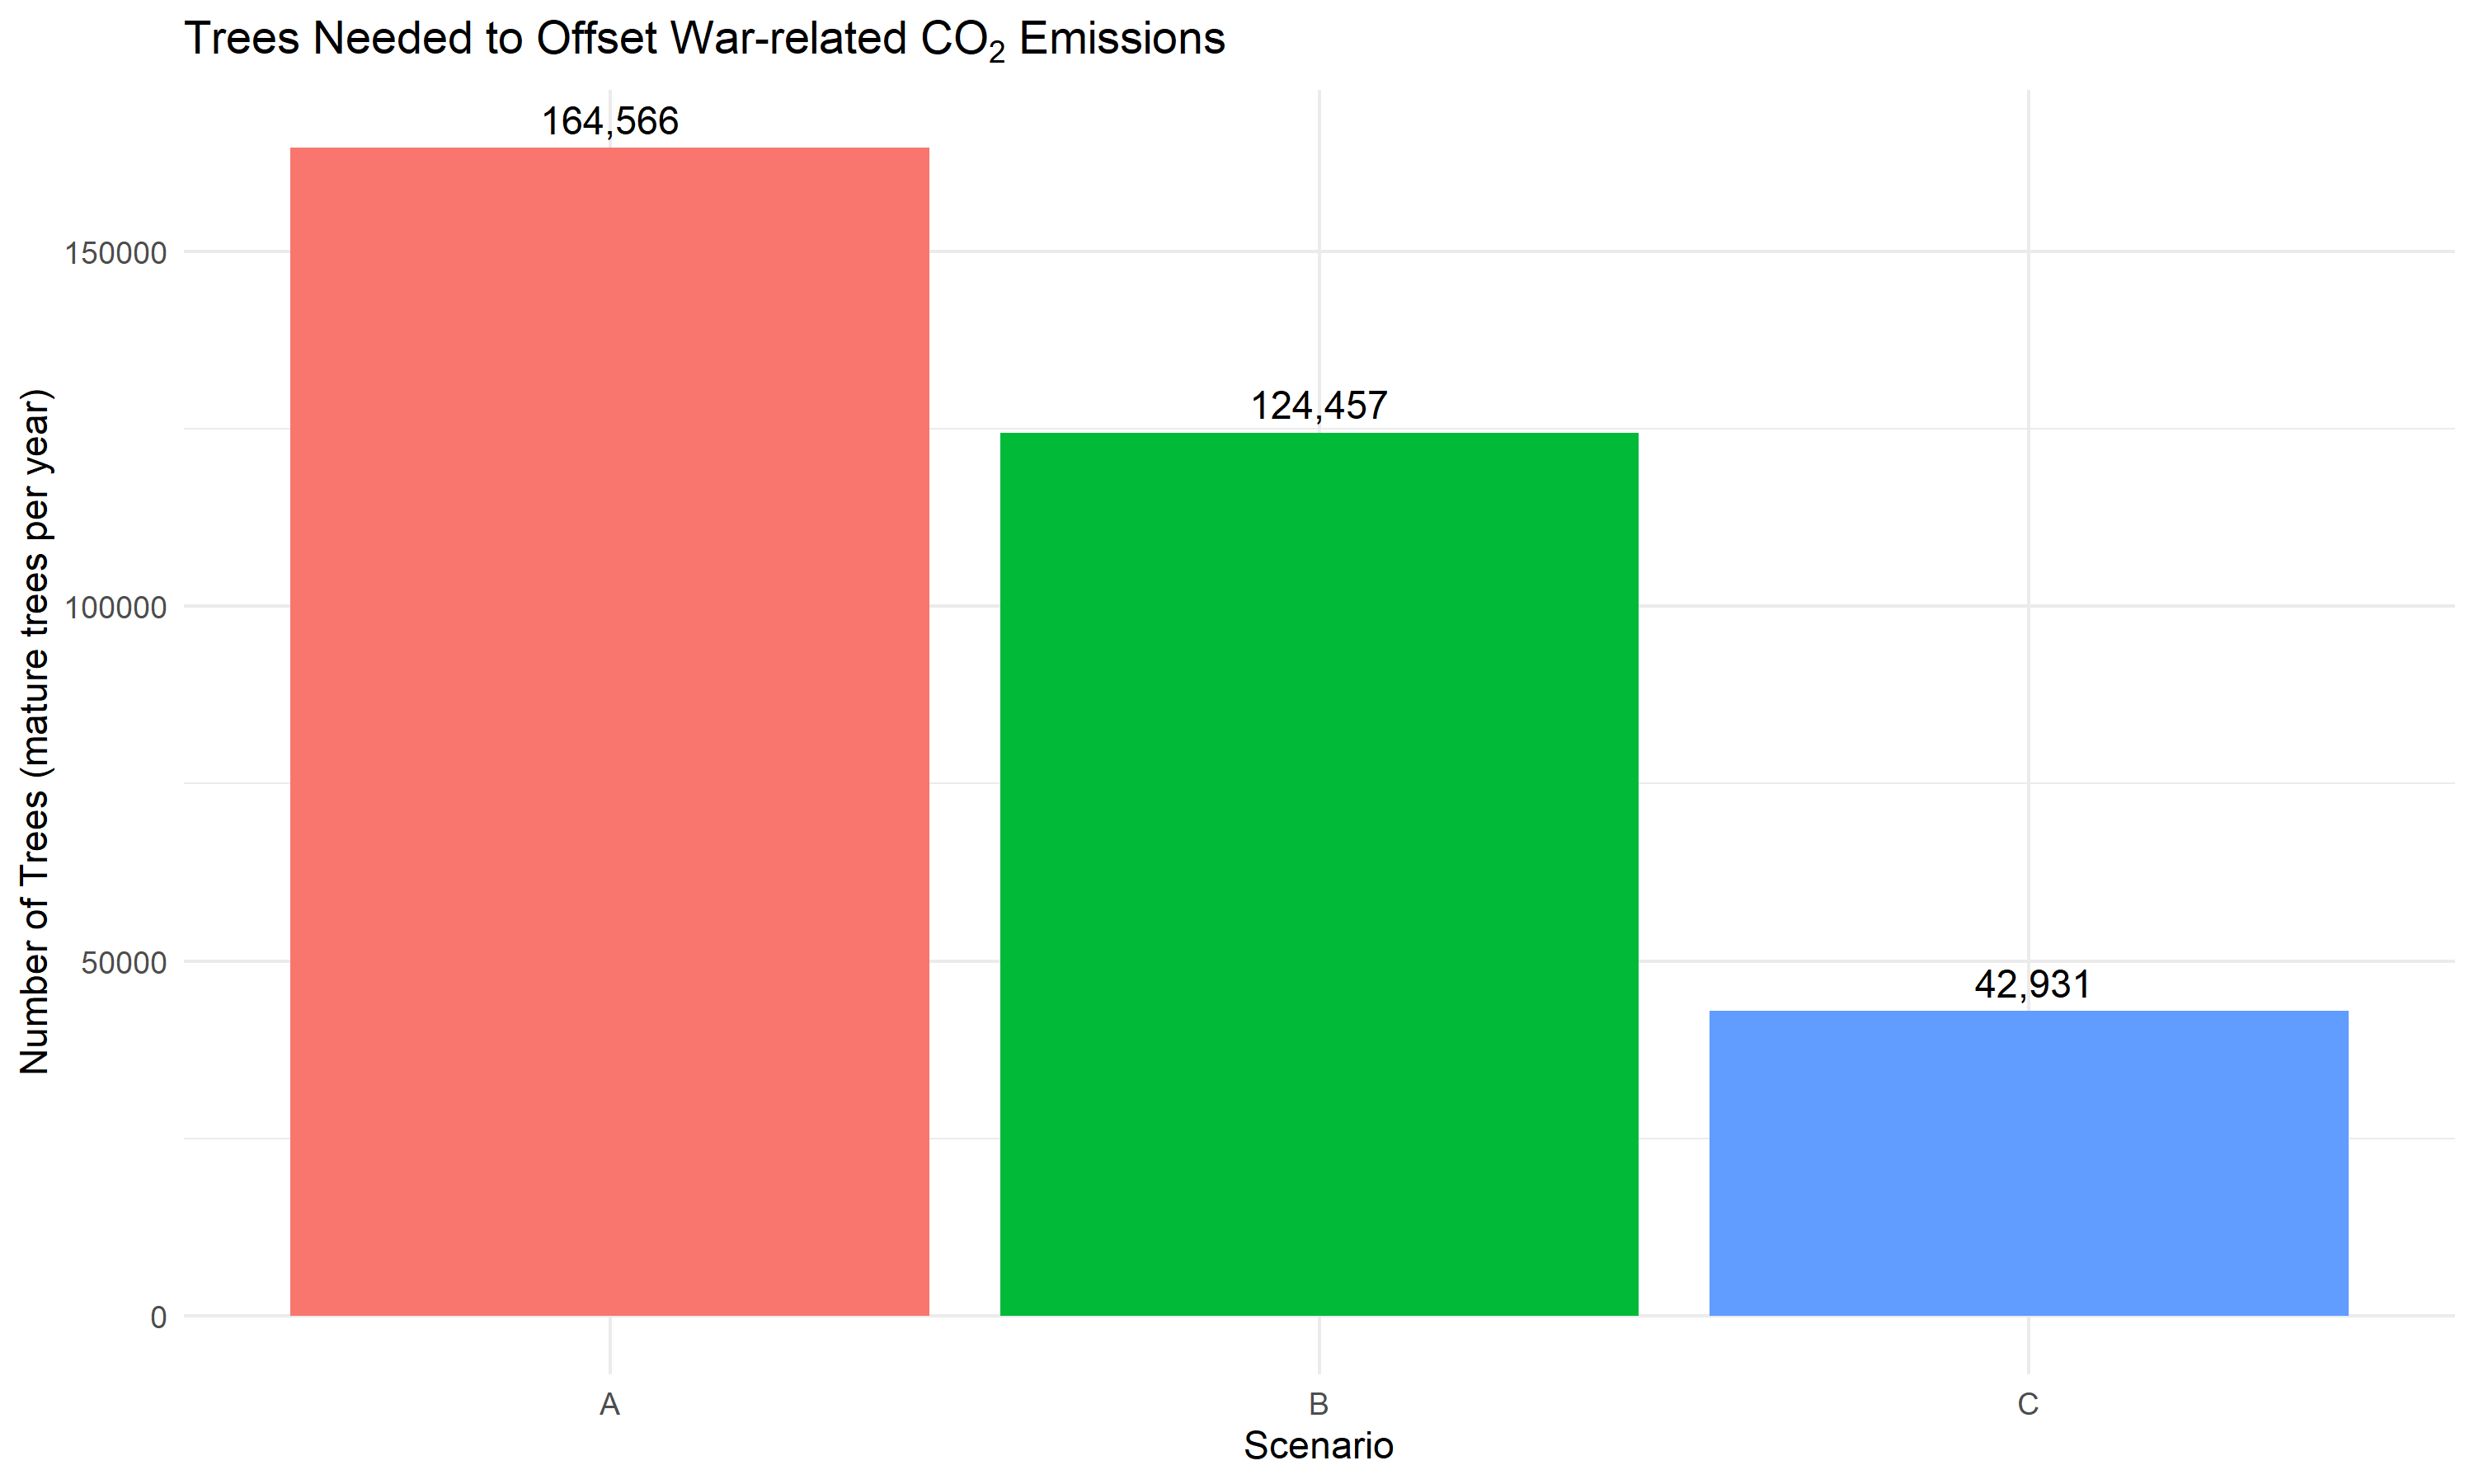 Trees Needed to Offset War-related CO₂ Emissions
164,566
124,457
42,931
150000
100000
50000
0
Number of Trees (mature trees per year)
A
B
C
Scenario